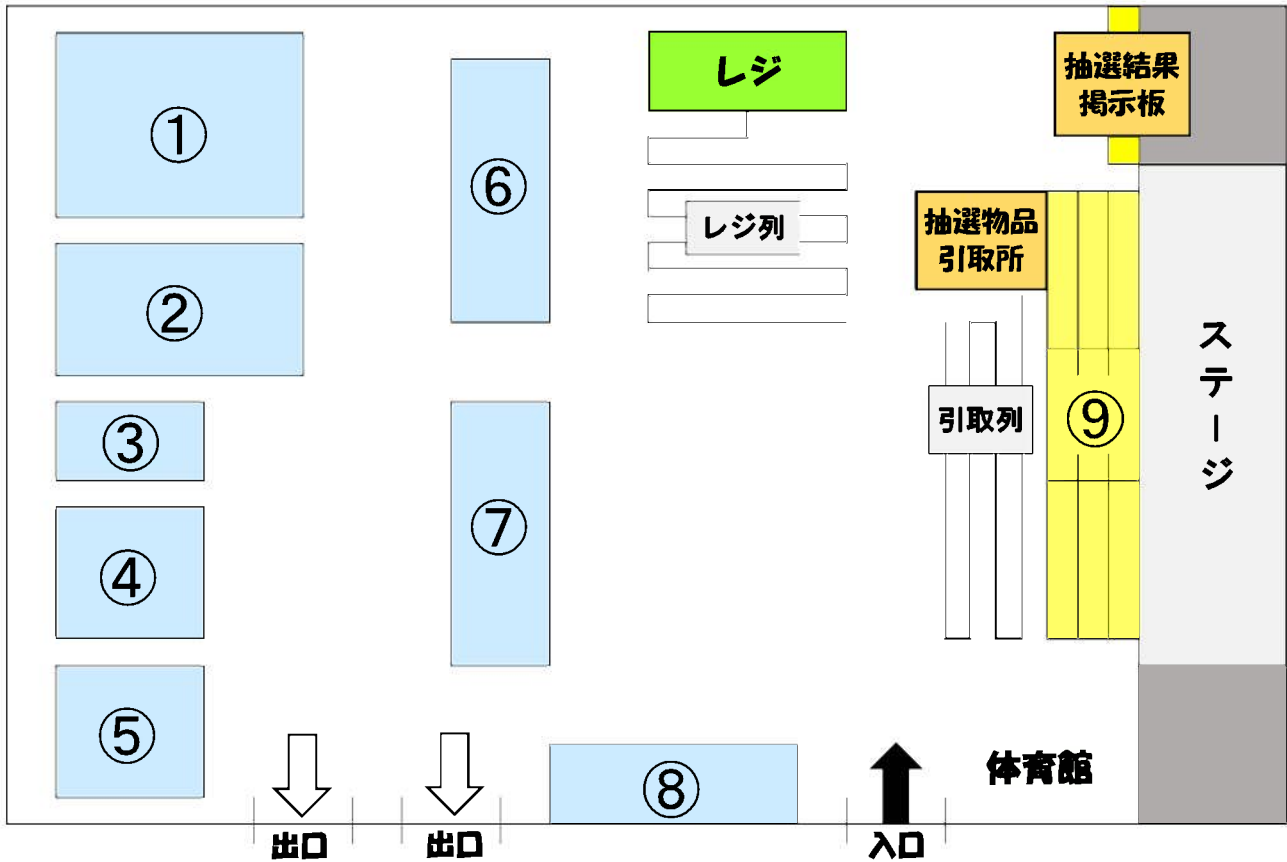 ①
②
③
④
⑤
⑥
⑦
レジ
レジ列
抽選結果
掲示板
抽選物品
引取所
引取列
⑨
ステージ
⑧
体育館
出口
出口
入口